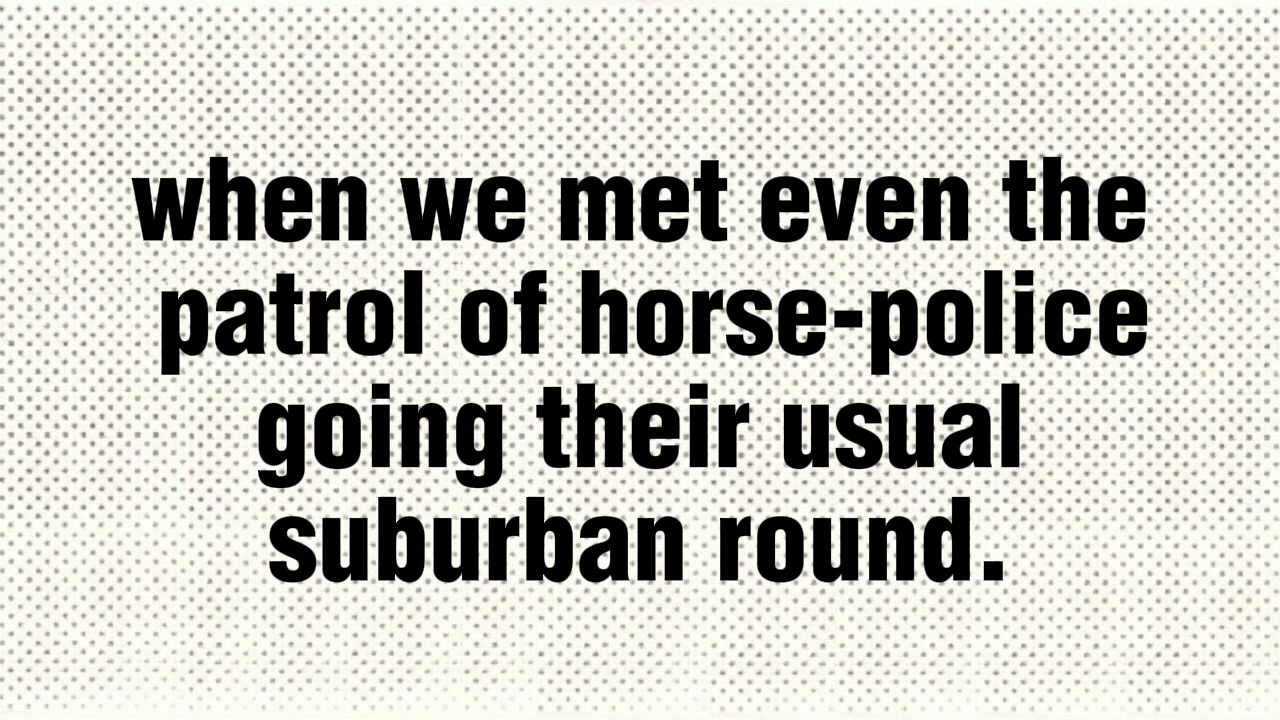 when we met even the
patrol of horse-police
going their usual
suburban round.